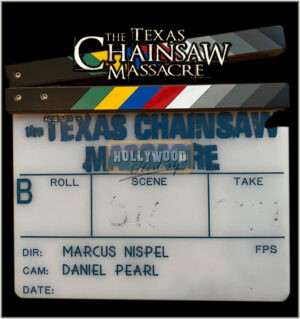 THE TEXAS
CHAINSAW
MASSACRE
the TEXAS CHAINSAW
MASSACRE
HOLLYWOOD
B
ROLL
SCENE
TAKE
DIR: MARCUS NISPEL
FPS
CAM: DANIEL PEARL
DATE: